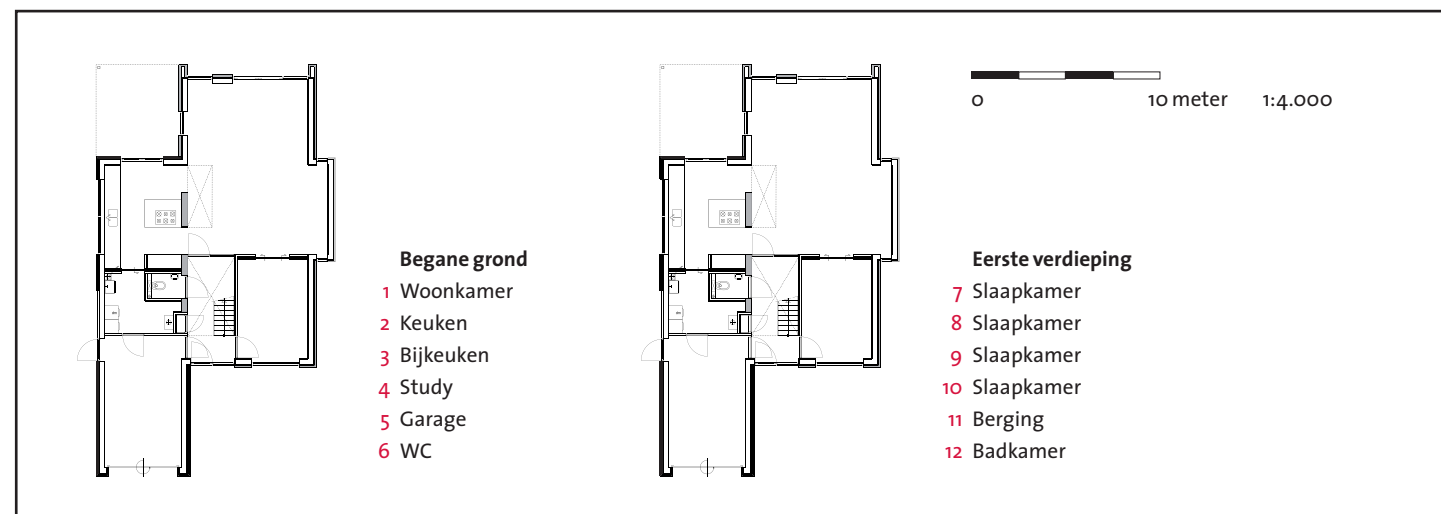 0 10 meter 1:4.000
Begane grond
1 Woonkamer
2 Keuken
3 Bijkeuken
4 Study
5 Garage
6 WC
Eerste verdieping
7 Slaapkamer
8 Slaapkamer
9 Slaapkamer
10 Slaapkamer
11 Berging
12 Badkamer